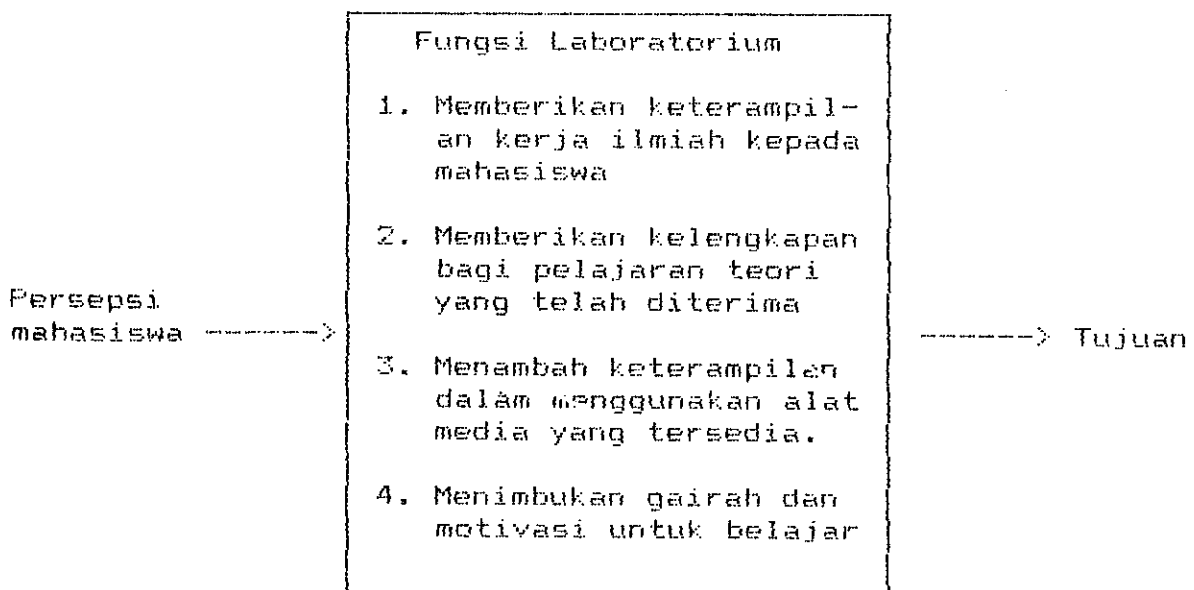 Fungsi Laboratorium
1. Memberikan keterampil-
an kerja ilmiah kepada
mahasiswa
2. Memberikan kelengkapan
bagi pelajaran teori
yang telah diterima
3. Menambah keterampilan
dalam menggunakan alat
media yang tersedia.
4. Menimbukan gairah dan
motivasi untuk belajar
Persepsi
mahasiswa
Tujuan